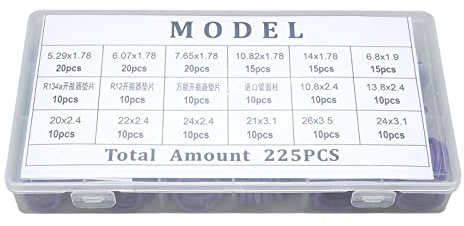 MODEL
5.29x1.78 6.07x1.78 7.65x1.78 10.82x1.78 14x1.78 6.8x1.9
20pcs 20pcs 20pcs 15pcs 15pcs 15pcs
R134a开瓶器垫片 R12开瓶器垫片 万能开瓶器垫片 进口管圆柱 10.8x2.4 13.8x2.4
10pcs 10pcs 10pcs 10pcs 10pcs 10pcs
20x2.4 22x2.4 24x2.4 21x3.1 26x3.5 24x3.1
10pcs 10pcs 10pcs 10pcs 10pcs 10pcs
Total Amount 225PCS